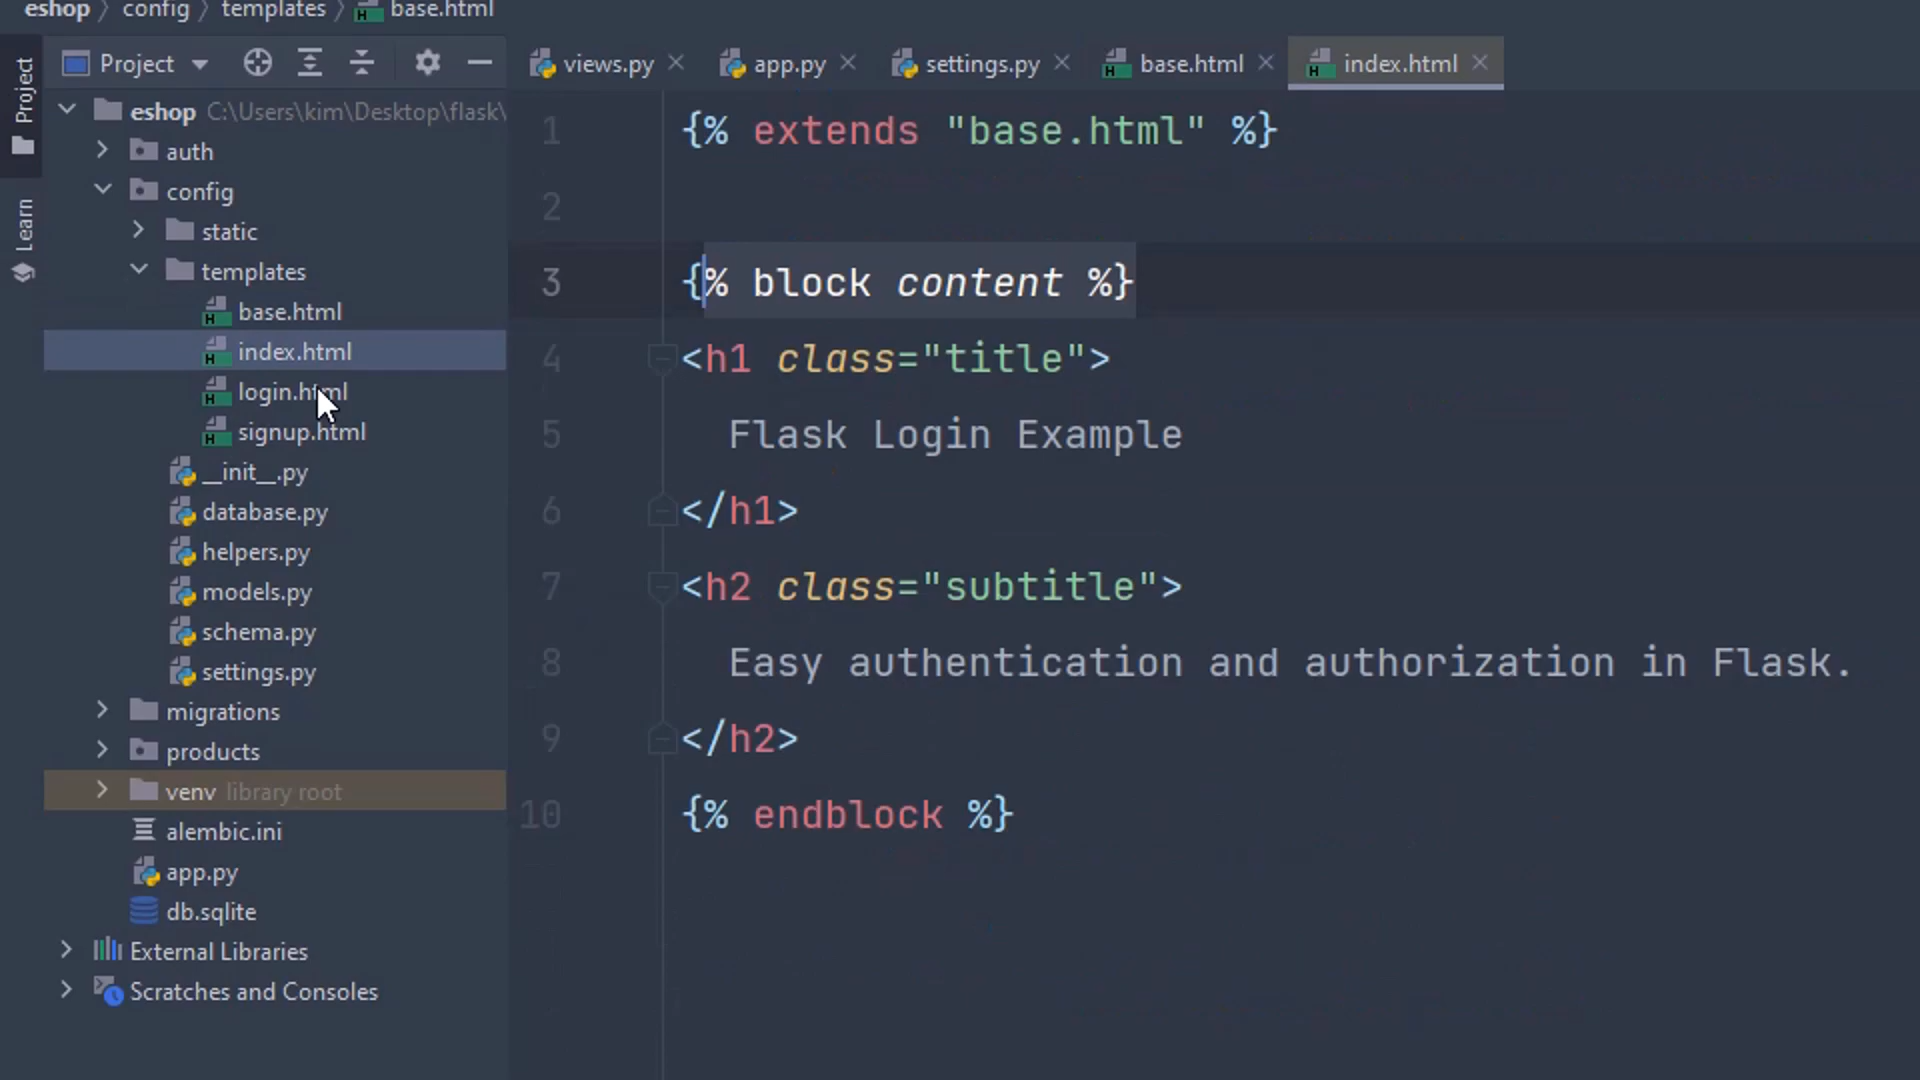 eshop config templates base.html
Project
Learn
Project
eshop C:\Users\kim\Desktop\flask\
auth
config
static
templates
base.html
index.html
login.html
signup.html
__init__.py
database.py
helpers.py
models.py
schema.py
settings.py
migrations
products
venv library root
alembic.ini
app.py
db.sqlite
External Libraries
Scratches and Consoles
views.py app.py settings.py base.html index.html
1 {% extends "base.html" %}
2
3 {% block content %}
4 <h1 class="title">
5 Flask Login Example
6 </h1>
7 <h2 class="subtitle">
8 Easy authentication and authorization in Flask.
9 </h2>
10 {% endblock %}